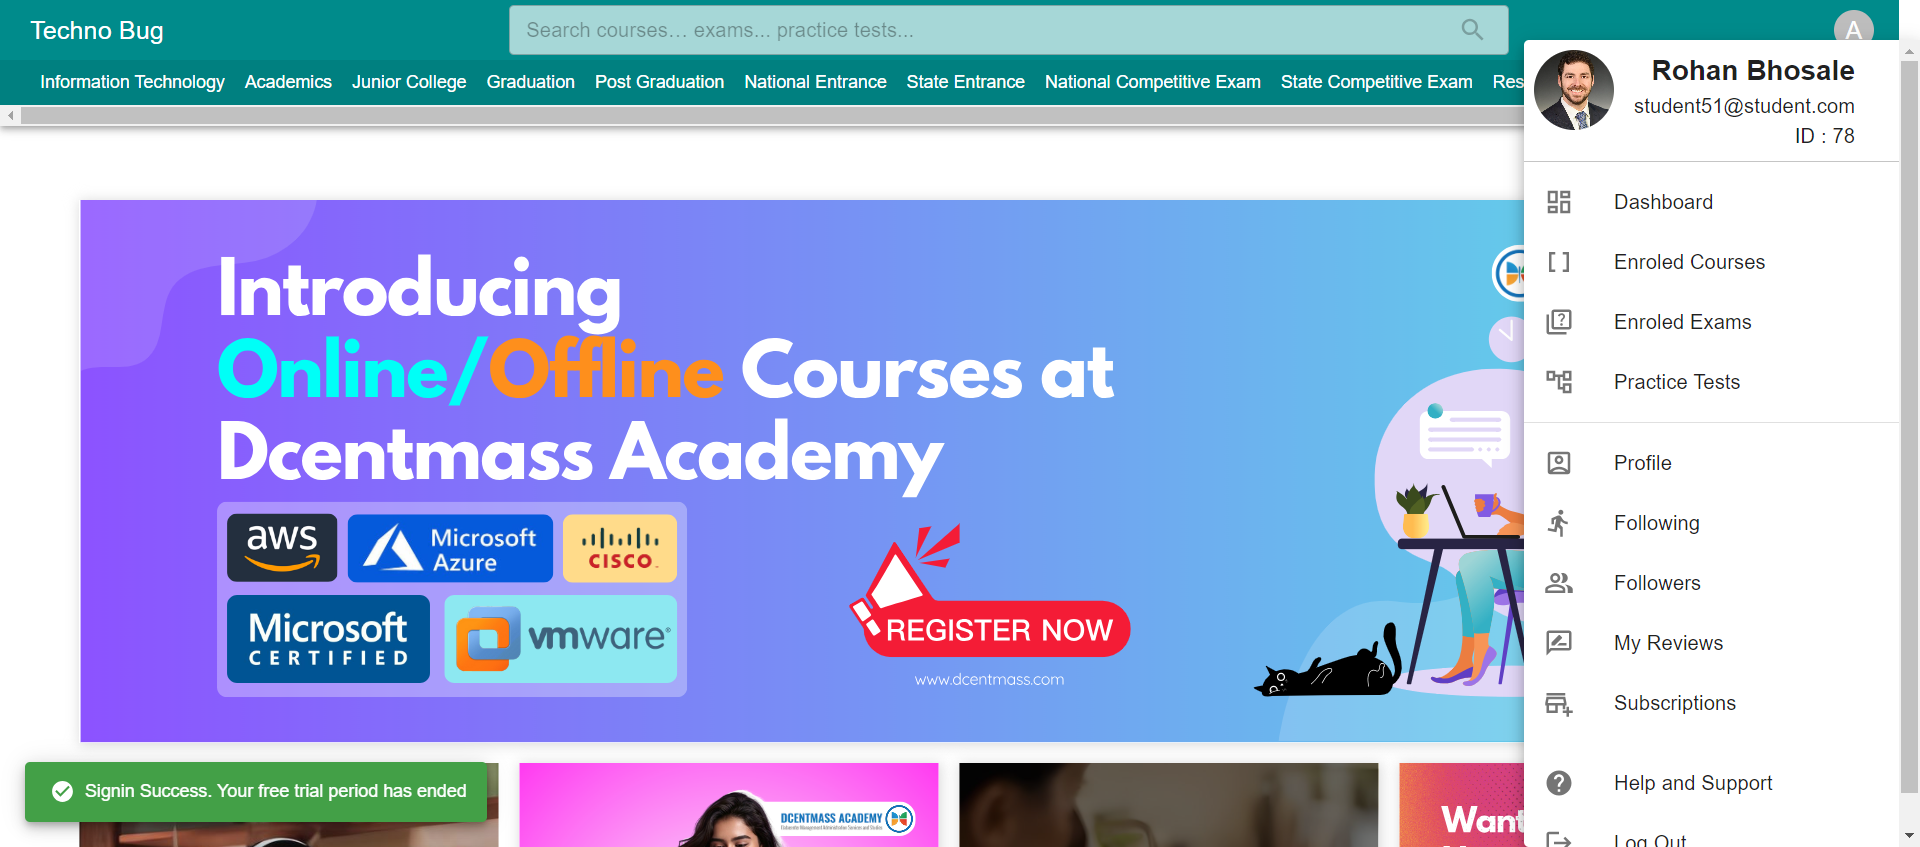 Techno Bug
Search courses... exams... practice tests...
A
Information Technology Academics Junior College Graduation Post Graduation National Entrance State Entrance National Competitive Exam State Competitive Exam Res
Rohan Bhosale
student51@student.com
ID : 78
Dashboard
Enroled Courses
Enroled Exams
Practice Tests
Profile
Following
Followers
My Reviews
Subscriptions
Help and Support
Log Out
Introducing
Online/Offline Courses at
Dcentmass Academy
aws
Microsoft
Azure
CISCO
Microsoft
CERTIFIED
vmware®
REGISTER NOW
www.dcentmass.com
Signin Success. Your free trial period has ended
DCENTMASS ACADEMY
Want